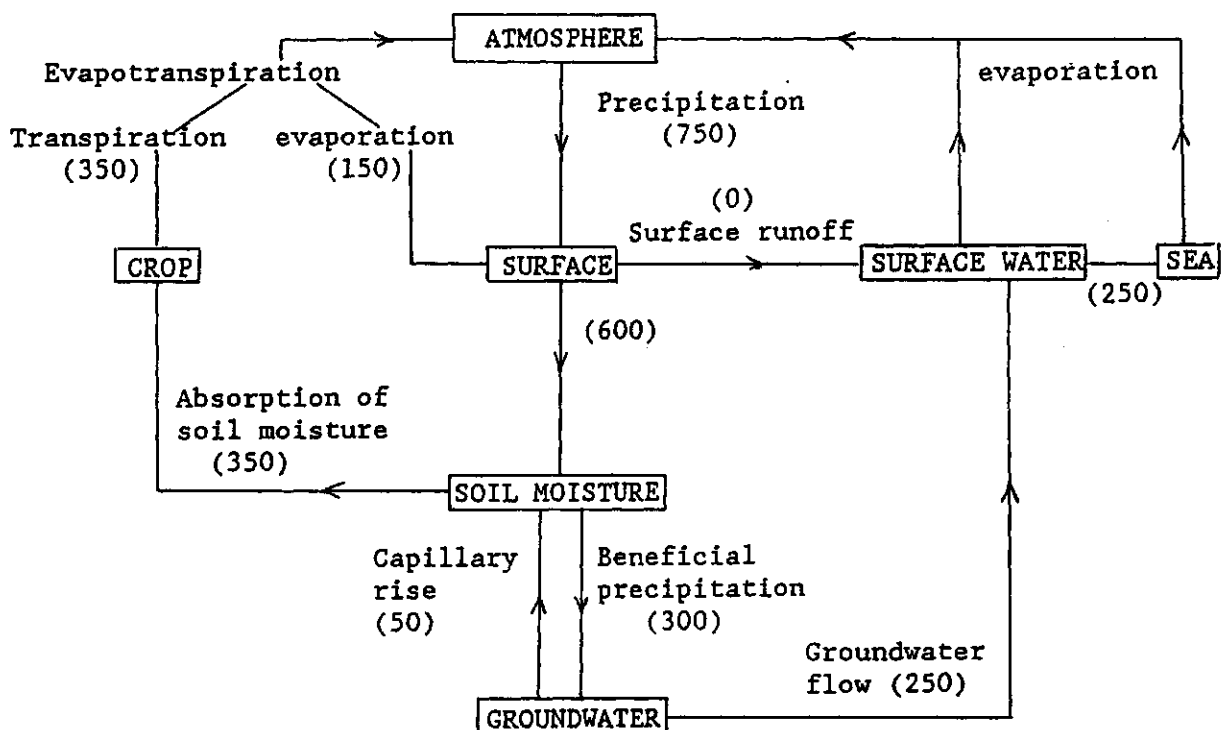 ATMOSPHERE
Evapotranspiration
evaporation
Precipitation
(750)
Transpiration
(350)
evaporation
(150)
(0)
Surface runoff
CROP
SURFACE
SURFACE WATER
SEA
(250)
(600)
Absorption of
soil moisture
(350)
SOIL MOISTURE
Capillary
rise
(50)
Beneficial
precipitation
(300)
Groundwater
flow (250)
GROUNDWATER